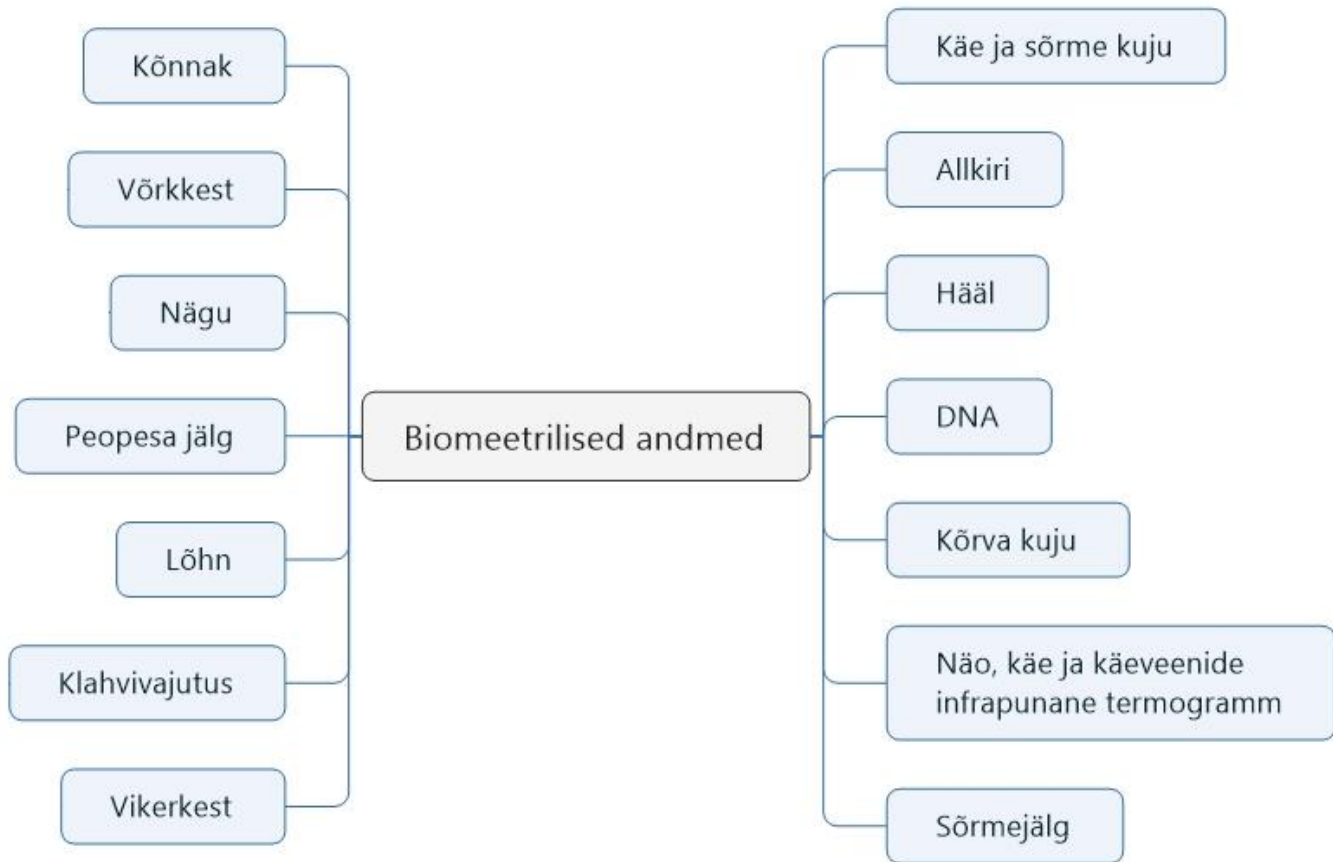 Kõnnak
Võrkkest
Nägu
Peopesa jälg
Lõhn
Klahvivajutus
Vikerkest
Biomeetrilised andmed
Käe ja sõrme kuju
Allkiri
Hääl
DNA
Kõrva kuju
Näo, käe ja käeveenide
infrapunane termogramm
Sõrmejälg